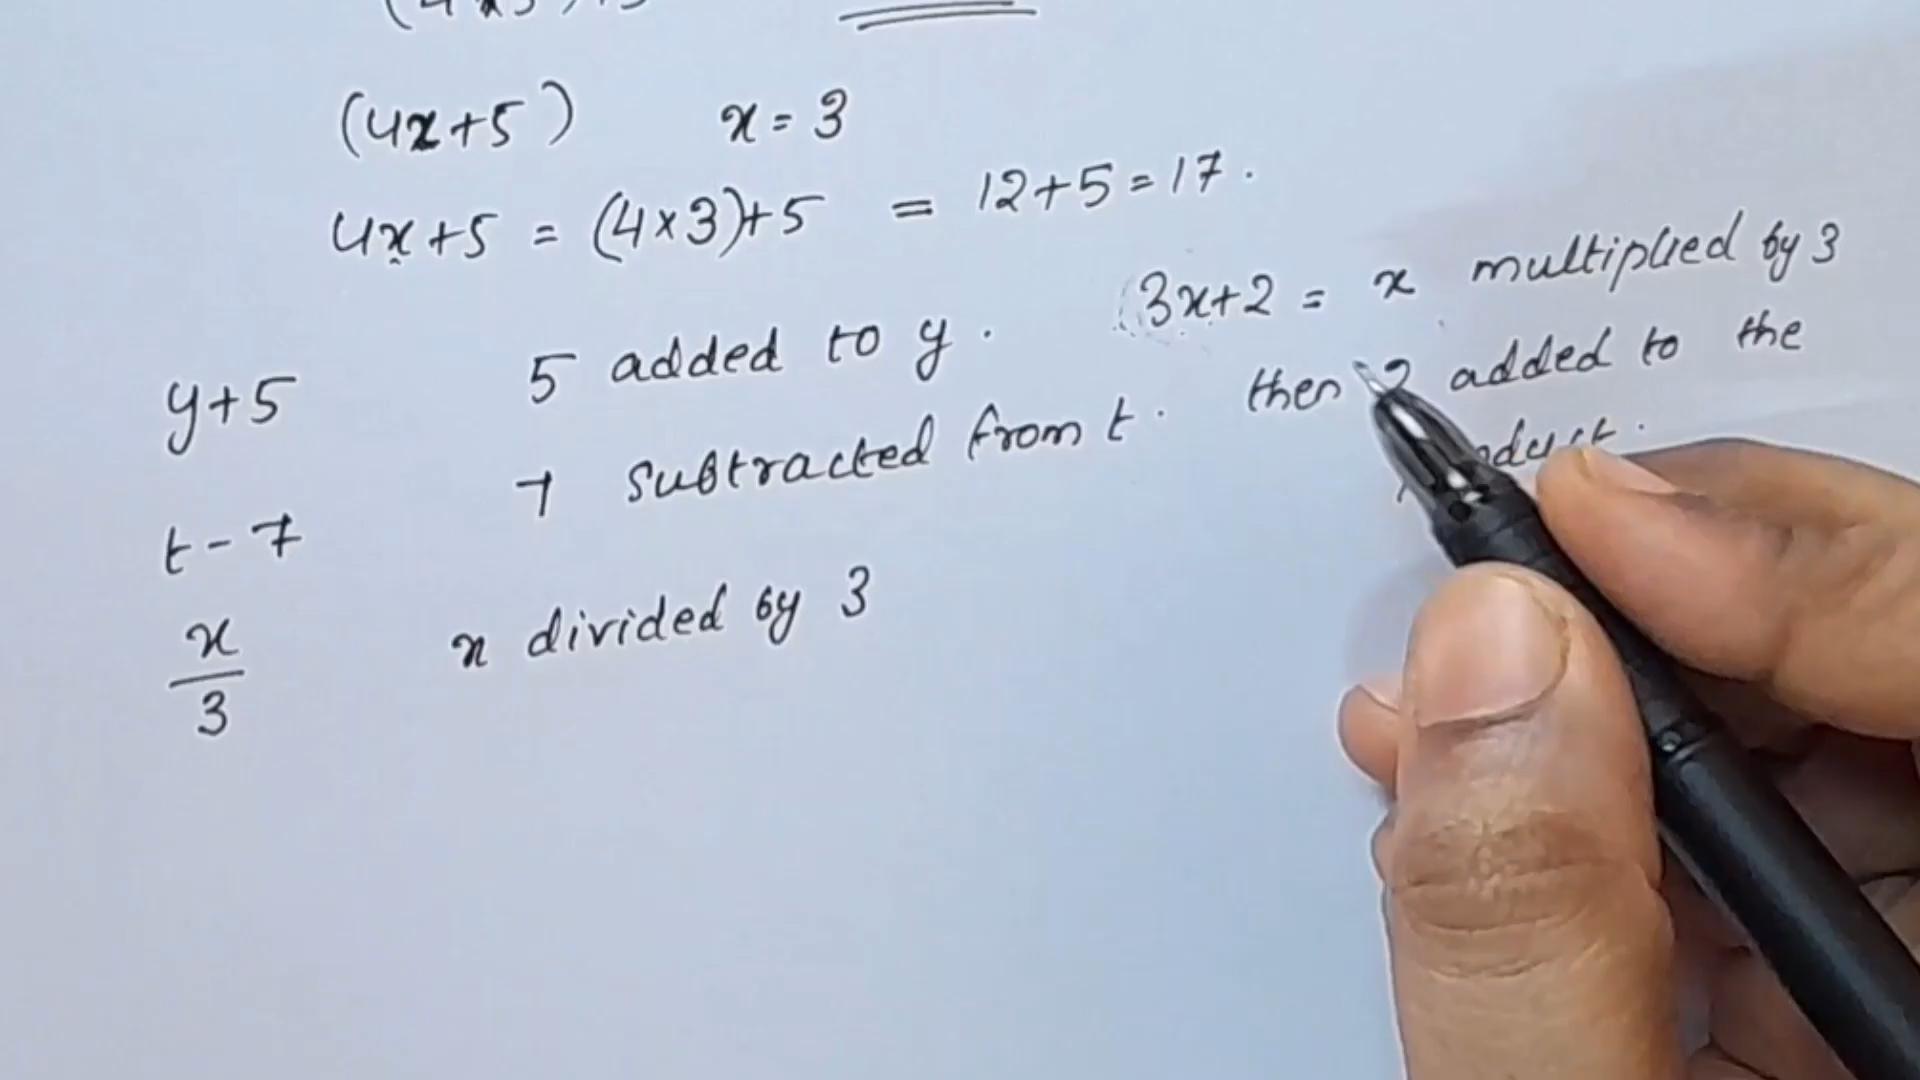 (4x+5) x=3
4x+5 = (4×3)+5 = 12+5=17.
y+5 5 added to y.
t-7 7 subtracted from t.
x/3 x divided by 3
3x+2 = x multiplied by 3
then added to the